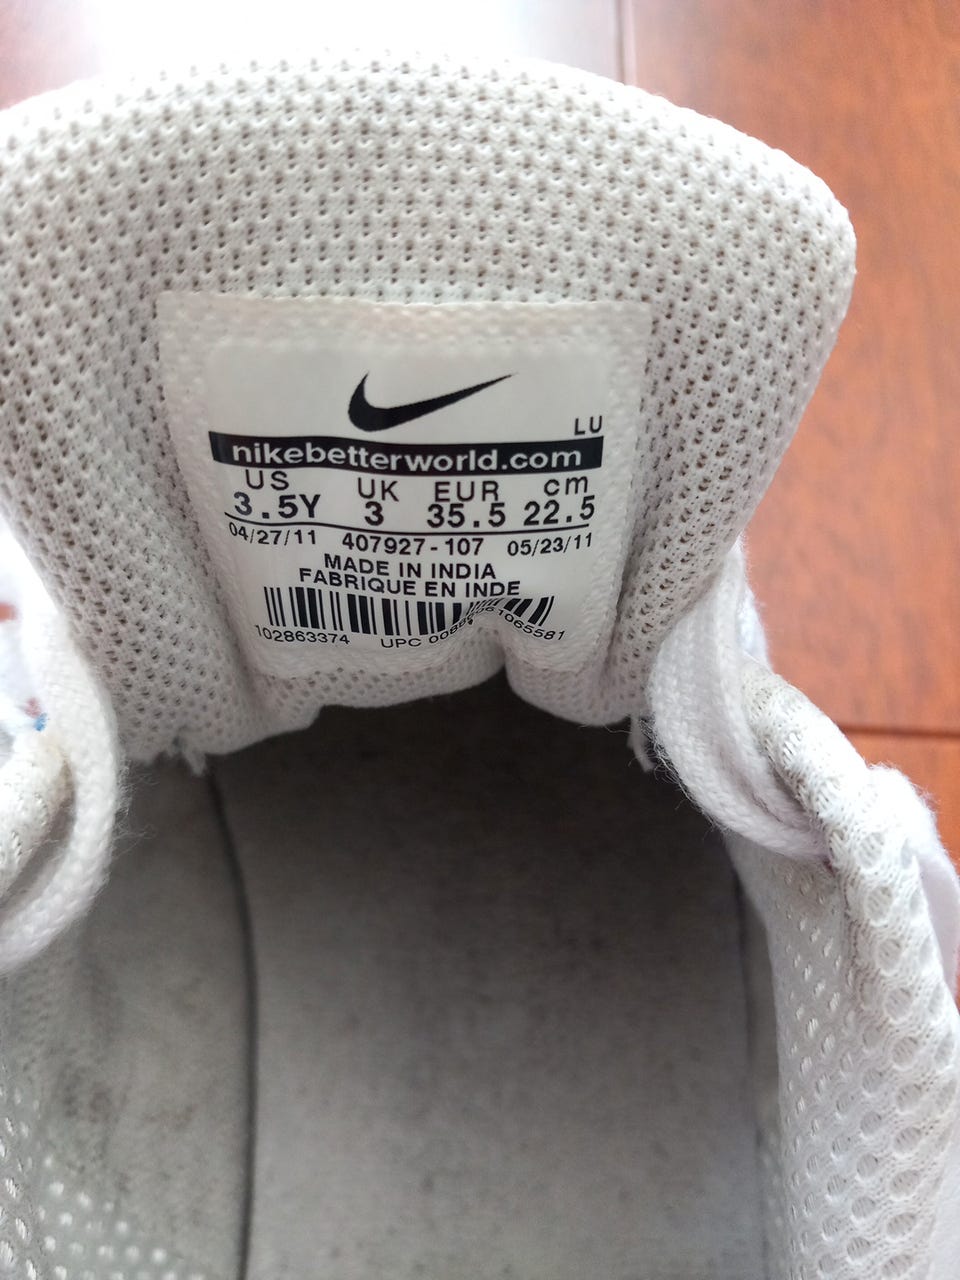 LU
nikebetterworld.com
US UK EUR cm
3.5Y 3 35.5 22.5
04/27/11 407927-107 05/23/11
MADE IN INDIA
FABRIQUE EN INDE
102863374 UPC